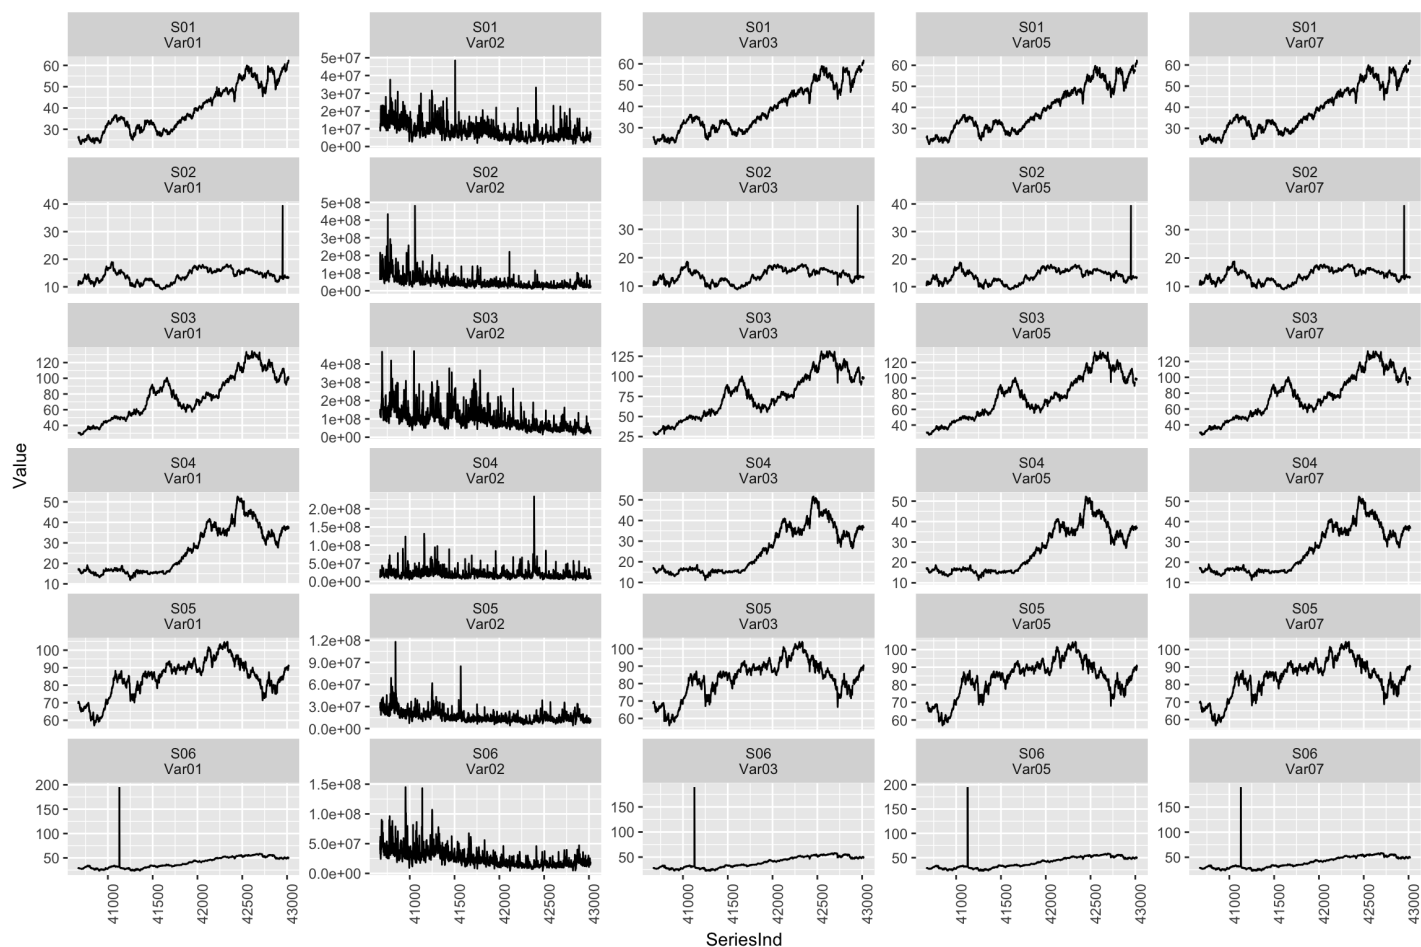 S01 S01 S01 S01 S01
Var01 Var02 Var03 Var05 Var07
60 50 40 30
5e+07 4e+07 3e+07 2e+07 1e+07 0e+00
60 50 40 30
60 50 40 30
60 50 40 30
S02 S02 S02 S02 S02
Var01 Var02 Var03 Var05 Var07
40 30 20 10
5e+08 4e+08 3e+08 2e+08 1e+08 0e+00
30 20 10
40 30 20 10
30 20 10
S03 S03 S03 S03 S03
Var01 Var02 Var03 Var05 Var07
120 100 80 60 40
4e+08 3e+08 2e+08 1e+08 0e+00
125 100 75 50 25
120 100 80 60 40
120 100 80 60 40
Value
S04 S04 S04 S04 S04
Var01 Var02 Var03 Var05 Var07
50 40 30 20 10
2.0e+08 1.5e+08 1.0e+08 5.0e+07 0.0e+00
50 40 30 20 10
50 40 30 20 10
50 40 30 20 10
S05 S05 S05 S05 S05
Var01 Var02 Var03 Var05 Var07
100 90 80 70 60
1.2e+08 9.0e+07 6.0e+07 3.0e+07 0.0e+00
100 90 80 70 60
100 90 80 70 60
100 90 80 70 60
S06 S06 S06 S06 S06
Var01 Var02 Var03 Var05 Var07
200 150 100 50
1.5e+08 1.0e+08 5.0e+07 0.0e+00
150 100 50
200 150 100 50
150 100 50
41000 41500 42000 42500 43000
41000 41500 42000 42500 43000
41000 41500 42000 42500 43000
41000 41500 42000 42500 43000
41000 41500 42000 42500 43000
SeriesInd